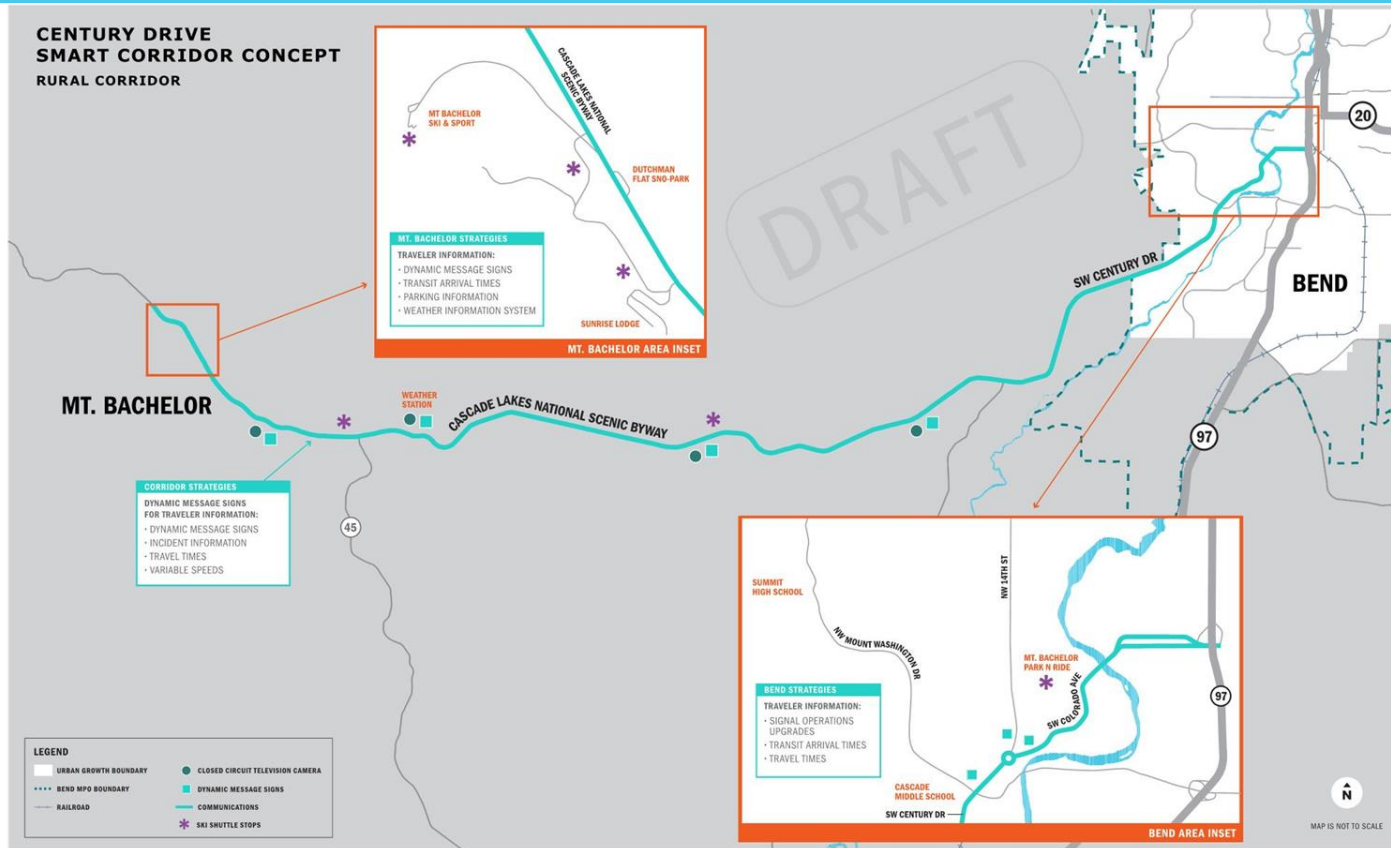 CENTURY DRIVE
SMART CORRIDOR CONCEPT
RURAL CORRIDOR
DRAFT
CASCADE LAKES NATIONAL
SCENIC BYWAY
MT BACHELOR
SKI & SPORT
DUTCHMAN
FLAT SNO-PARK
MT. BACHELOR STRATEGIES
TRAVELER INFORMATION:
· DYNAMIC MESSAGE SIGNS
· TRANSIT ARRIVAL TIMES
· PARKING INFORMATION
· WEATHER INFORMATION SYSTEM
SUNRISE LODGE
MT. BACHELOR AREA INSET
20
SW CENTURY DR
BEND
MT. BACHELOR
WEATHER
STATION
CASCADE LAKES NATIONAL SCENIC BYWAY
97
CORRIDOR STRATEGIES
DYNAMIC MESSAGE SIGNS
FOR TRAVELER INFORMATION:
· DYNAMIC MESSAGE SIGNS
· INCIDENT INFORMATION
· TRAVEL TIMES
· VARIABLE SPEEDS
45
SUMMIT
HIGH SCHOOL
NW 14TH ST
NW MOUNT WASHINGTON DR
MT. BACHELOR
PARK N RIDE
SW COLORADO AVE
97
BEND STRATEGIES
TRAVELER INFORMATION:
· SIGNAL OPERATIONS
UPGRADES
· TRANSIT ARRIVAL TIMES
· TRAVEL TIMES
CASCADE
MIDDLE SCHOOL
SW CENTURY DR
BEND AREA INSET
LEGEND
URBAN GROWTH BOUNDARY
BEND MPO BOUNDARY
RAILROAD
CLOSED CIRCUIT TELEVISION CAMERA
DYNAMIC MESSAGE SIGNS
COMMUNICATIONS
SKI SHUTTLE STOPS
N
MAP IS NOT TO SCALE